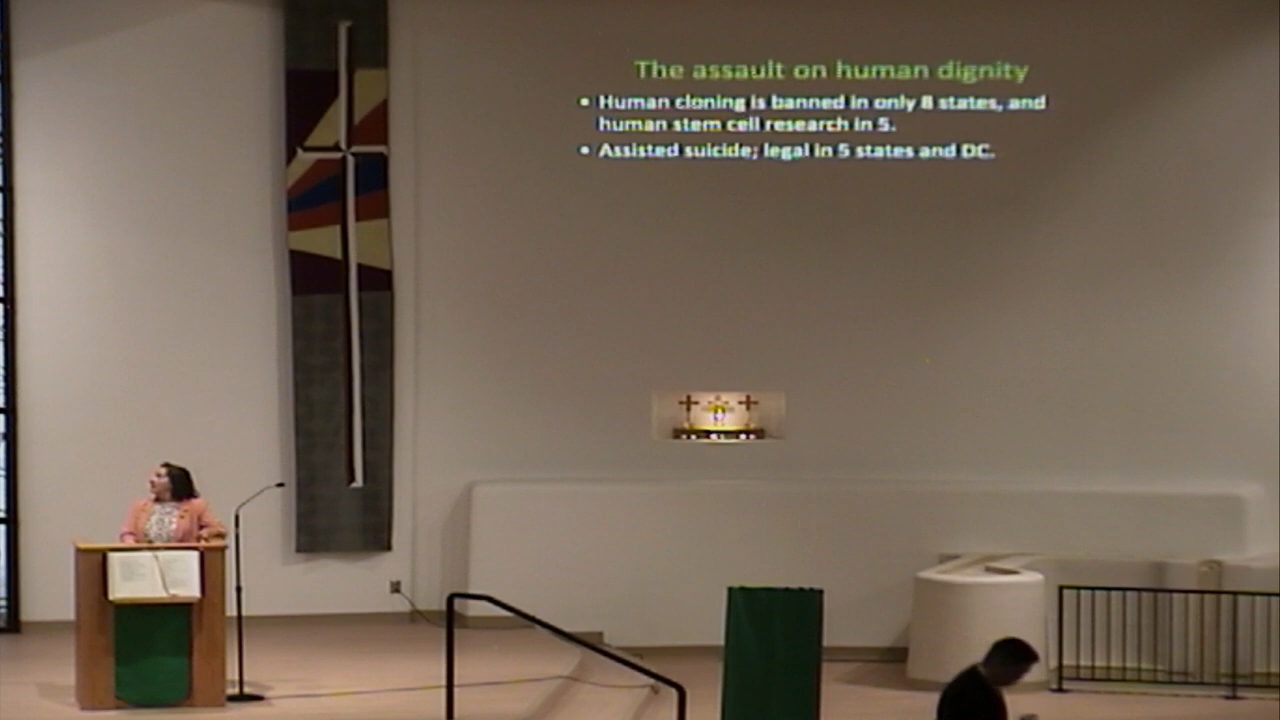 The assault on human dignity
• Human cloning is banned in only 8 states, and
human stem cell research in 5.
• Assisted suicide; legal in 5 states and DC.